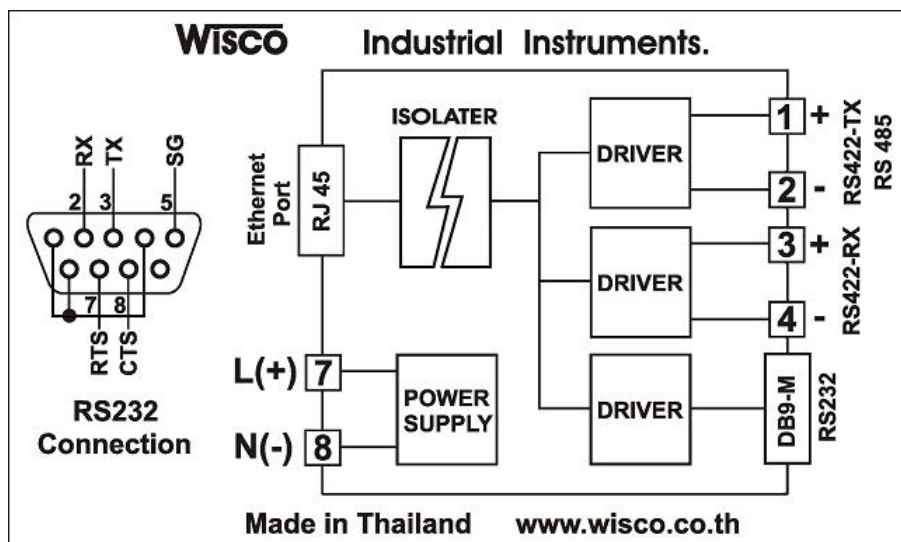 Wisco Industrial Instruments.
RX
TX
SG
2
3
5
7
8
RTS
CTS
RS232
Connection
Ethernet
Port
RJ 45
ISOLATER
DRIVER
DRIVER
DRIVER
1 +
2 -
RS422-TX
RS 485
3 +
4 -
RS422-RX
DB9-M
RS232
L(+) 7
N(-) 8
POWER
SUPPLY
Made in Thailand www.wisco.co.th